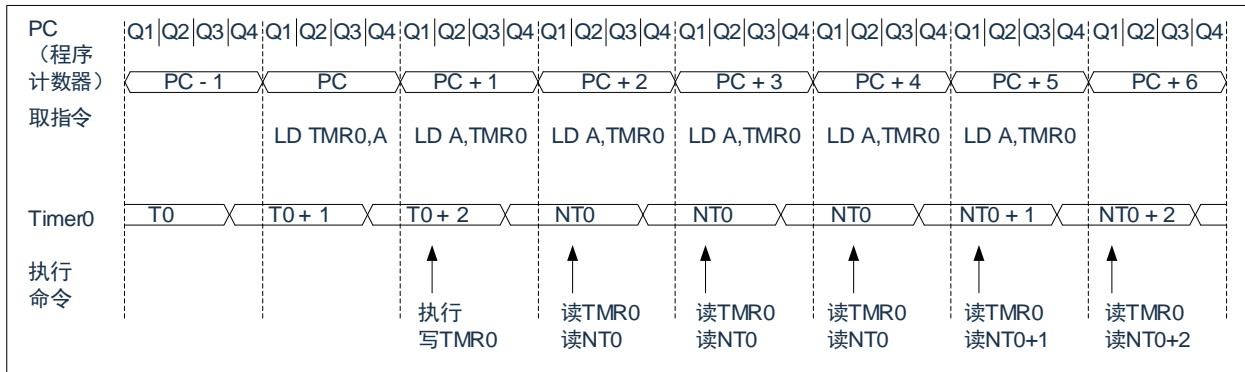 PC Q1 Q2 Q3 Q4 Q1 Q2 Q3 Q4 Q1 Q2 Q3 Q4 Q1 Q2 Q3 Q4 Q1 Q2 Q3 Q4 Q1 Q2 Q3 Q4 Q1 Q2 Q3 Q4 Q1 Q2 Q3 Q4
（程序
计数器） PC - 1 PC PC + 1 PC + 2 PC + 3 PC + 4 PC + 5 PC + 6
取指令
LD TMR0,A LD A,TMR0 LD A,TMR0 LD A,TMR0 LD A,TMR0 LD A,TMR0
Timer0 T0 T0 + 1 T0 + 2 NT0 NT0 NT0 NT0 + 1 NT0 + 2
执行
命令
执行 读TMR0 读TMR0 读TMR0 读TMR0 读TMR0
写TMR0 读NT0 读NT0 读NT0 读NT0+1 读NT0+2